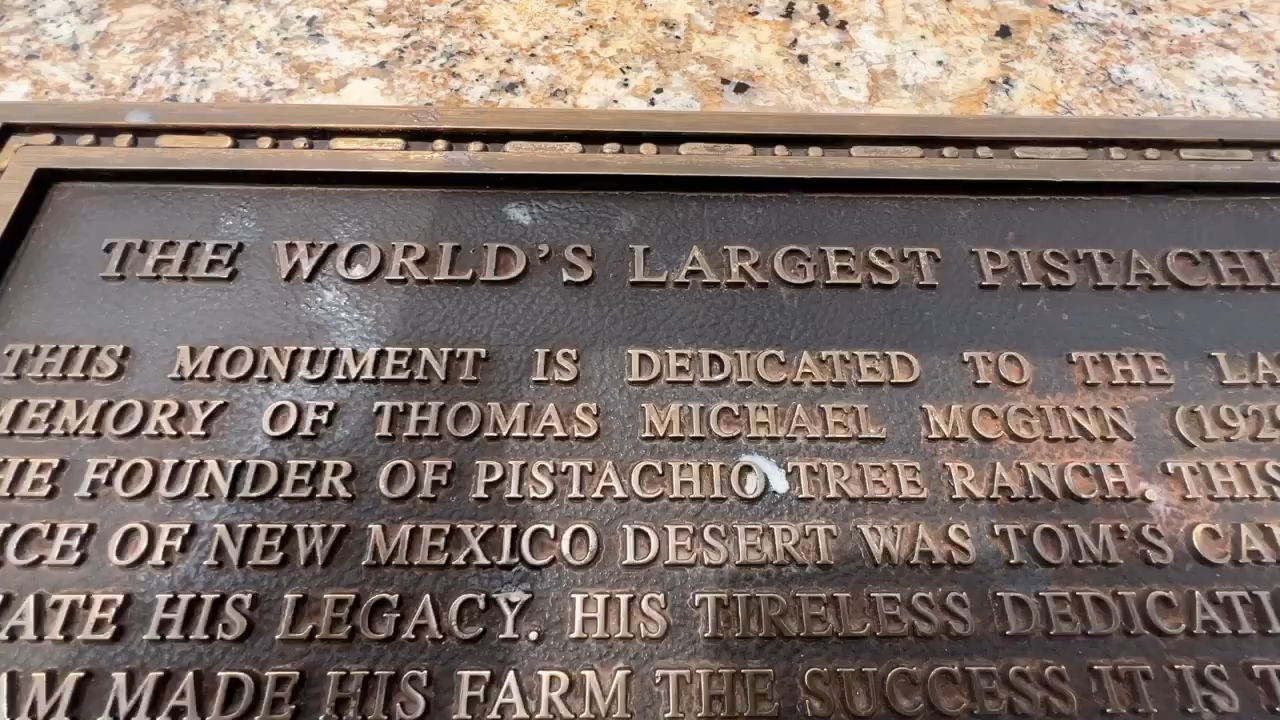 THE WORLD'S LARGEST PISTACHI
THIS MONUMENT IS DEDICATED TO THE LA
MEMORY OF THOMAS MICHAEL MCGINN (192
HE FOUNDER OF PISTACHIO TREE RANCH. THIS
ICE OF NEW MEXICO DESERT WAS TOM'S CA
ATE HIS LEGACY. HIS TIRELESS DEDICATI
AM MADE HIS FARM THE SUCCESS IT IS T